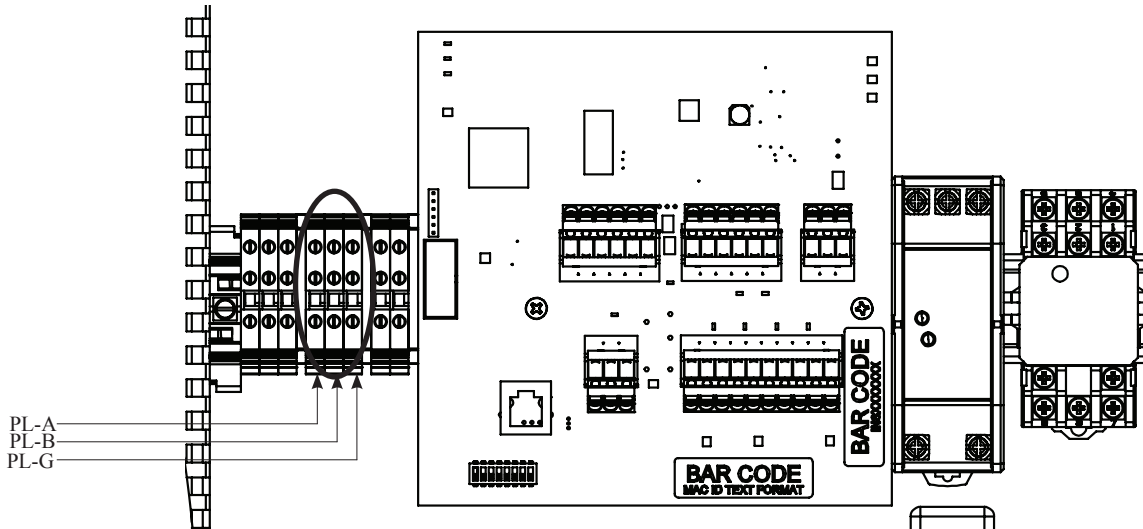 PL-A
PL-B
PL-G
BAR CODE
MAC ID TEXT FORMAT
BAR CODE